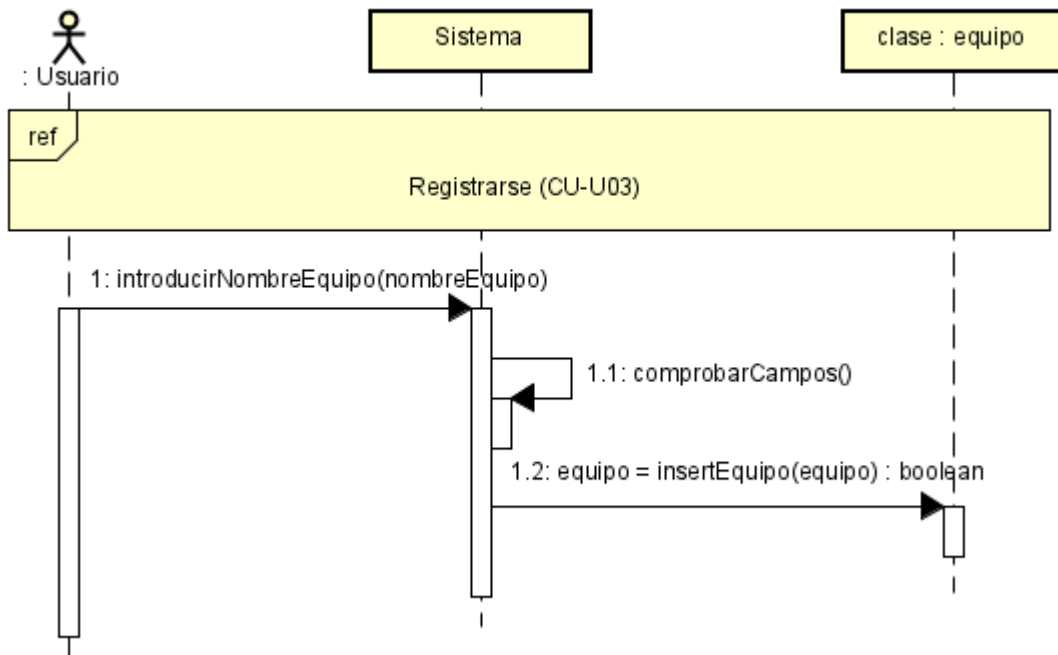 : Usuario
Sistema
clase : equipo
ref
Registrarse (CU-U03)
1: introducirNombreEquipo(nombreEquipo)
1.1: comprobarCampos()
1.2: equipo = insertEquipo(equipo) : boolean